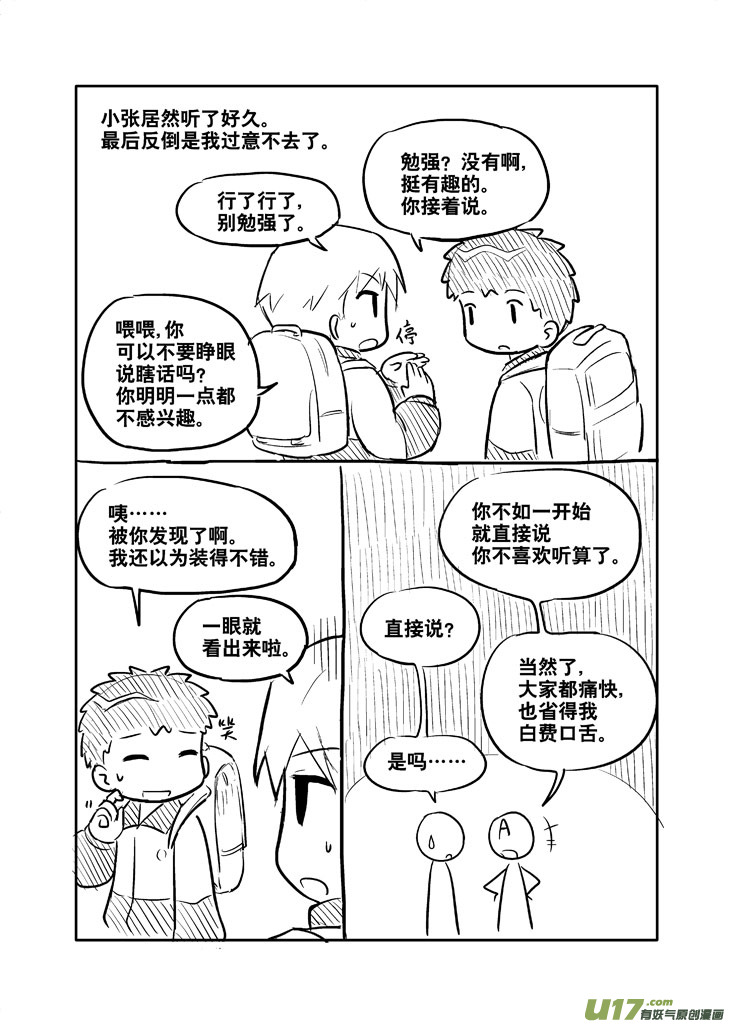 小张居然听了好久。
最后反倒是我过意不去了。
行了行了，
别勉强了。
勉强？没有啊，
挺有趣的。
你接着说。
停
喂喂，你
可以不要睁眼
说瞎话吗？
你明明一点都
不感兴趣。
咦……
被你发现了啊。
我还以为装得不错。
一眼就
看出来啦。
笑
你不如一开始
就直接说
你不喜欢听算了。
直接说？
当然了，
大家都痛快，
也省得我
白费口舌。
是吗……
A
U17.com
有妖气原创漫画